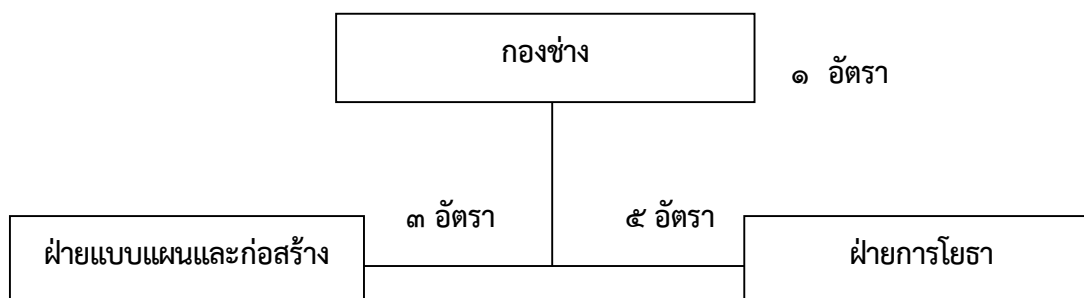 กองช่าง
๑ อัตรา
๓ อัตรา
๕ อัตรา
ฝ่ายแบบแผนและก่อสร้าง
ฝ่ายการโยธา